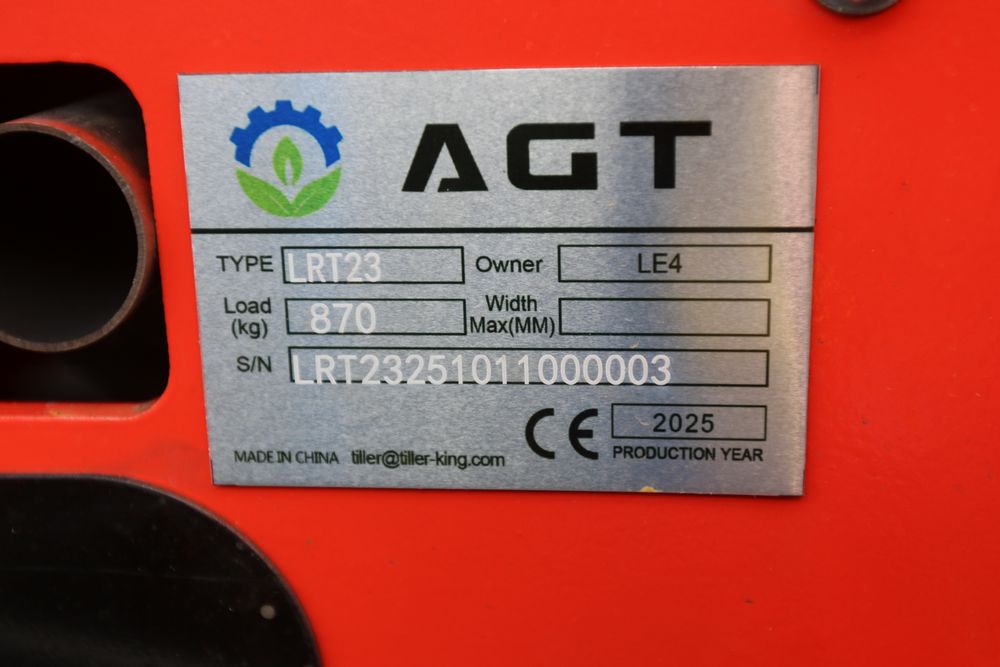 AGT
TYPE LRT23 Owner LE4
Load (kg) 870 Width Max(MM)
S/N LRT23251011000003
CE 2025
MADE IN CHINA tiller@tiller-king.com PRODUCTION YEAR